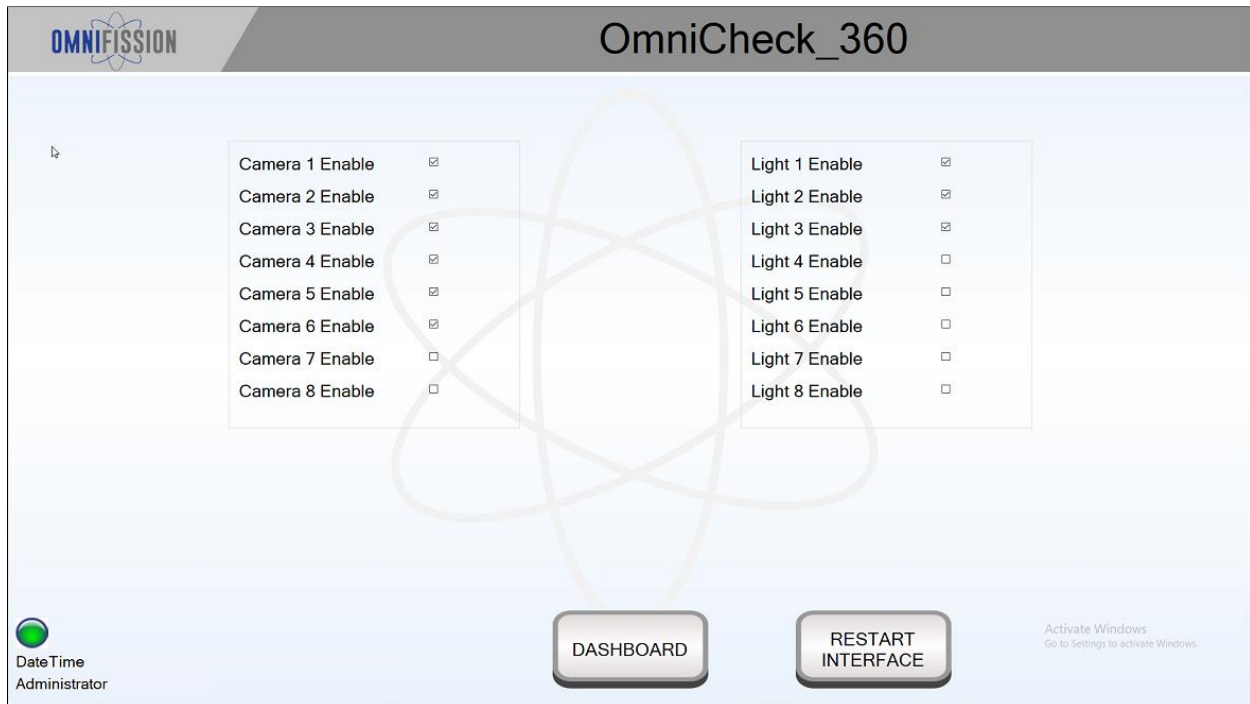 OMNIFISSION
OmniCheck_360
Camera 1 Enable
Camera 2 Enable
Camera 3 Enable
Camera 4 Enable
Camera 5 Enable
Camera 6 Enable
Camera 7 Enable
Camera 8 Enable
Light 1 Enable
Light 2 Enable
Light 3 Enable
Light 4 Enable
Light 5 Enable
Light 6 Enable
Light 7 Enable
Light 8 Enable
DateTime
Administrator
DASHBOARD
RESTART
INTERFACE
Activate Windows
Go to Settings to activate Windows.